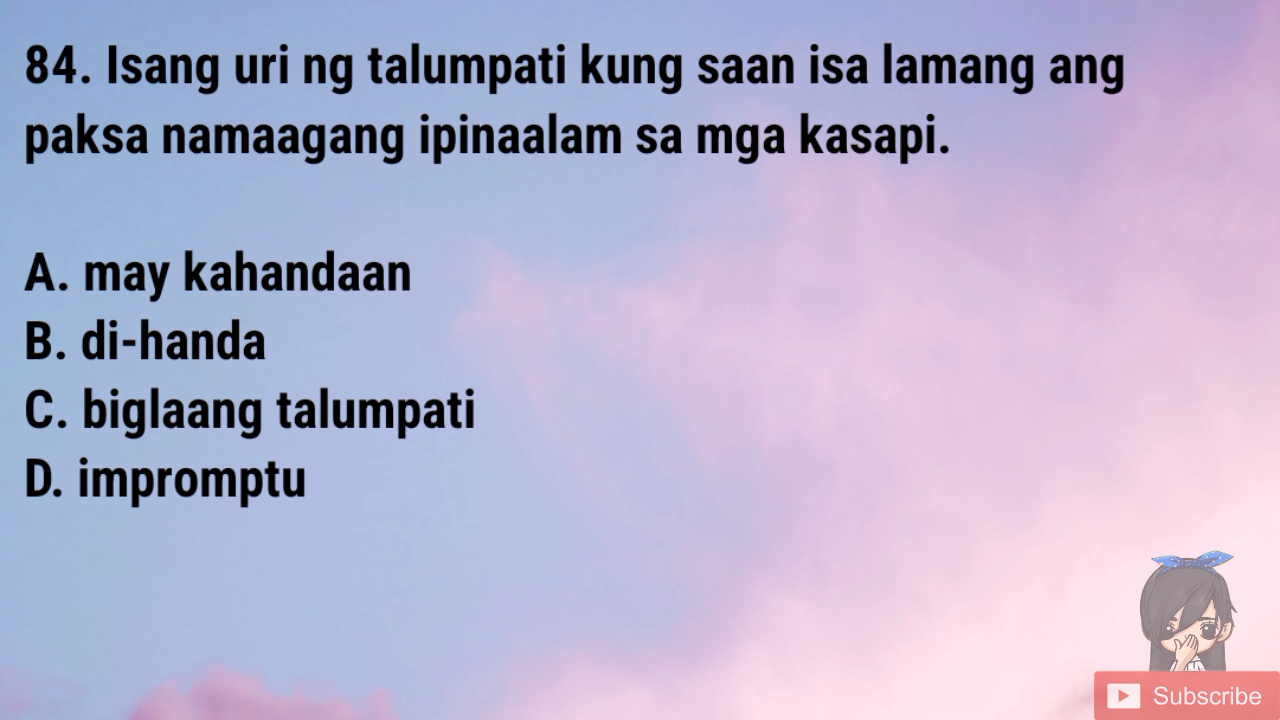 84. Isang uri ng talumpati kung saan isa lamang ang
paksa namaagang ipinaalam sa mga kasapi.
A. may kahandaan
B. di-handa
C. biglaang talumpati
D. impromptu
Subscribe